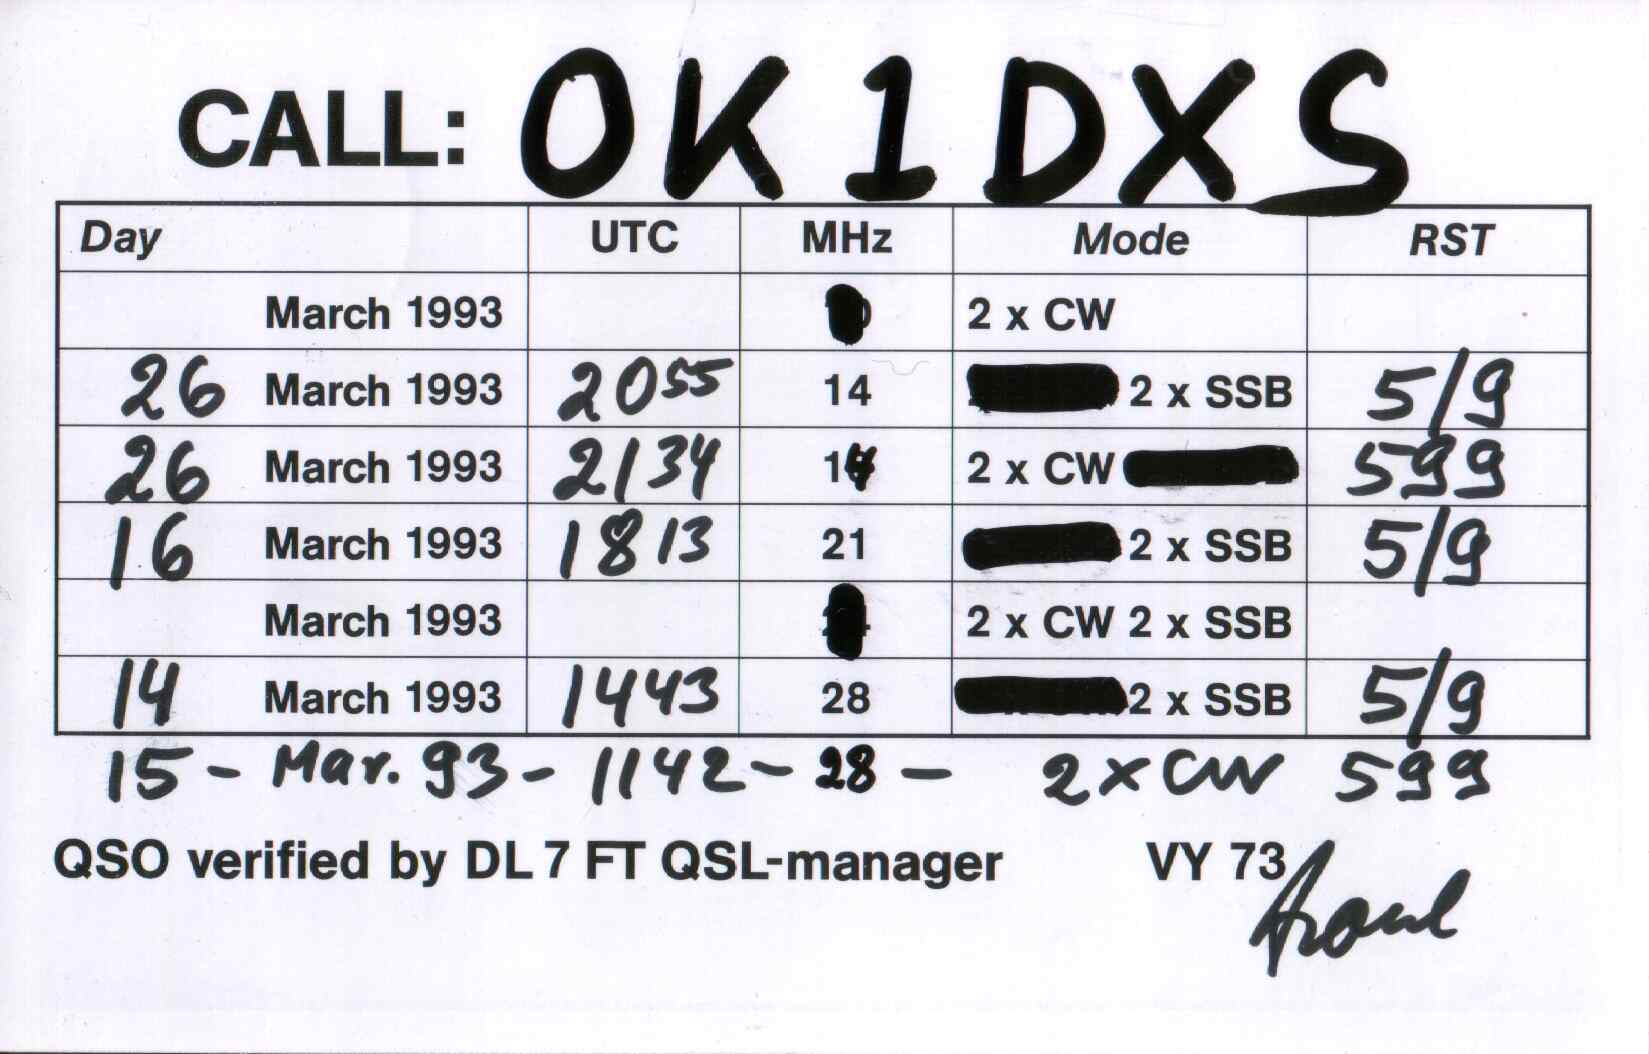 CALL: OK1DXS
Day UTC MHz Mode RST
March 1993 2 x CW
26 March 1993 2055 14 2 x SSB 5/9
26 March 1993 2134 14 2 x CW 599
16 March 1993 1813 21 2 x SSB 5/9
March 1993 2 x CW 2 x SSB
14 March 1993 1443 28 2 x SSB 5/9
15 - Mar. 93 - 1142 - 28 - 2 x CW 599
QSO verified by DL 7 FT QSL-manager VY 73